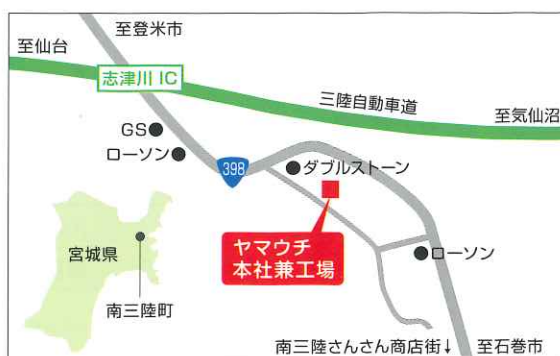 至登米市
至仙台
志津川 IC
三陸自動車道
至気仙沼
GS
ローソン
398
ダブルストーン
ヤマウチ
本社兼工場
ローソン
宮城県
南三陸町
南三陸さんさん商店街↓
至石巻市